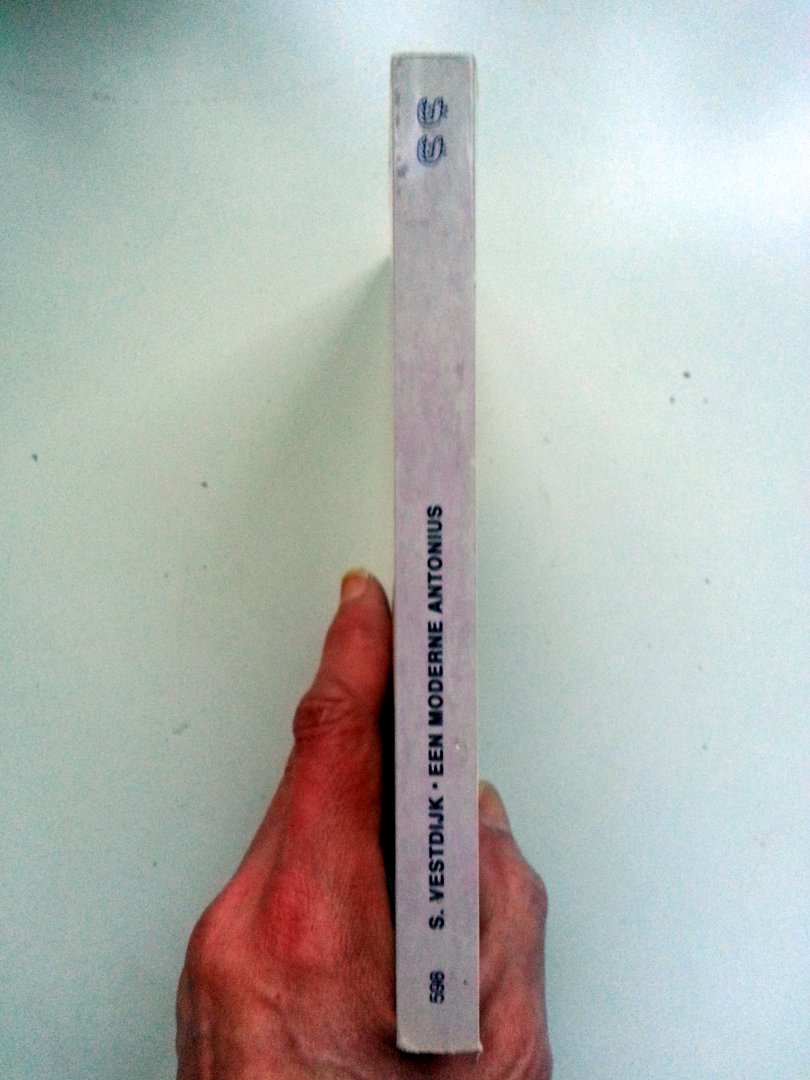 596 S. VESTDIJK • EEN MODERNE ANTONIUS